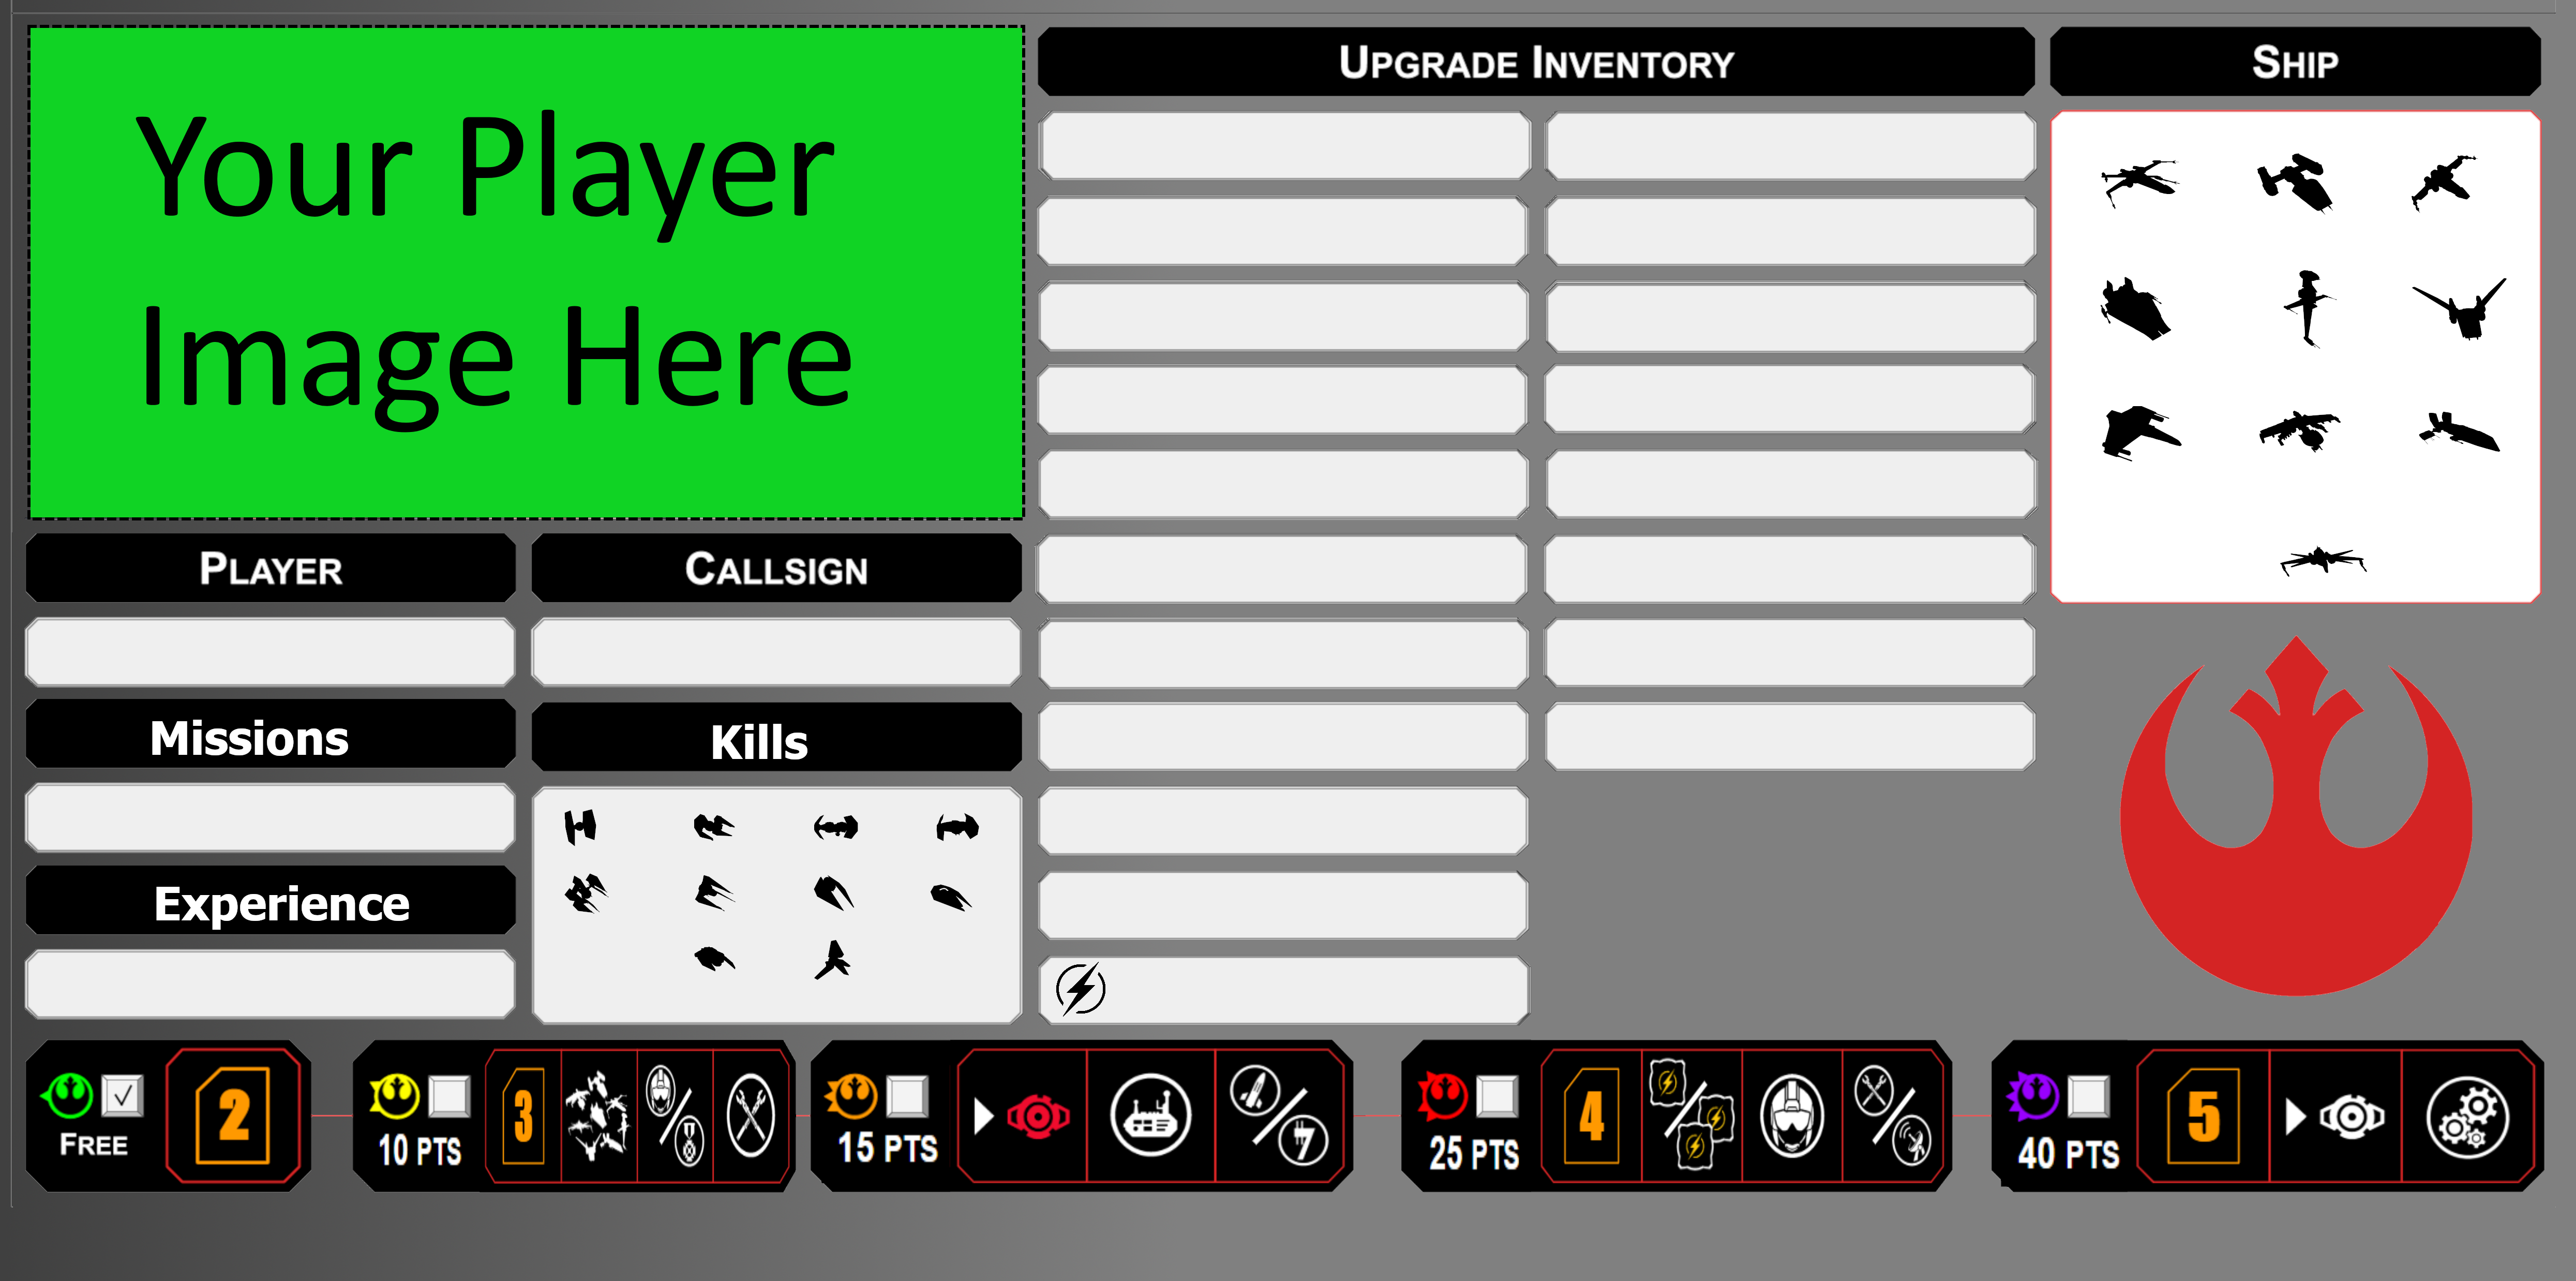 Your Player
Image Here
UPGRADE INVENTORY
SHIP
PLAYER
CALLSIGN
Missions
Kills
Experience
FREE
2
10 PTS
3
15 PTS
25 PTS
4
40 PTS
5